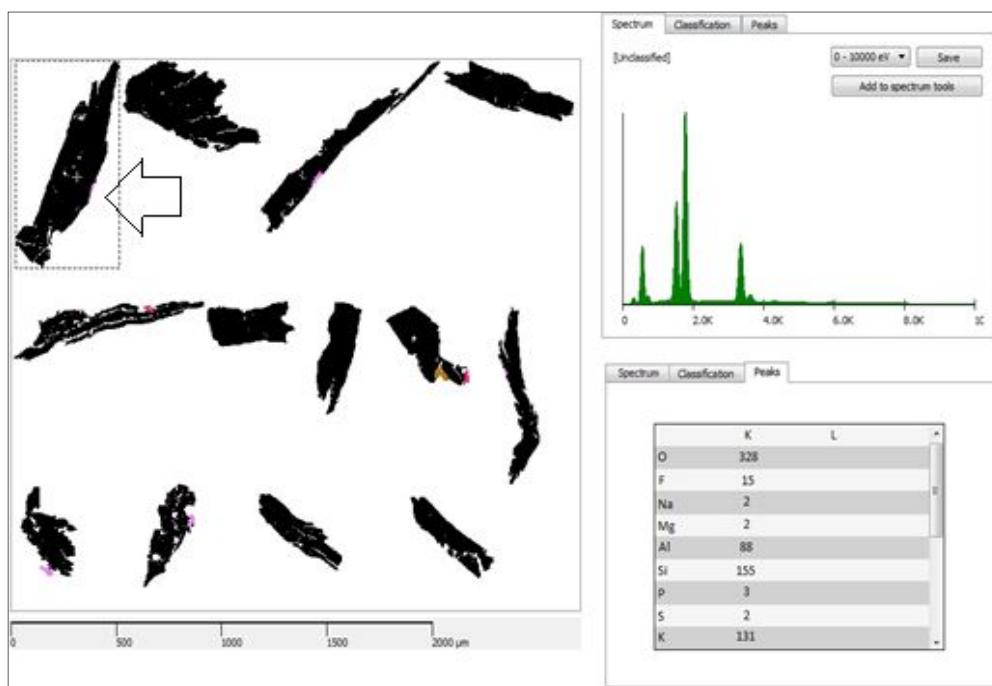 Spectrum Classification Peaks
[Unclassified]
0 - 10000 eV
Save
Add to spectrum tools
0 2.0K 4.0K 6.0K 8.0K 1C
Spectrum Classification Peaks
K L
O 328
F 15
Na 2
Mg 2
Al 88
Si 155
P 3
S 2
K 131
0 500 1000 1500 2000 µm